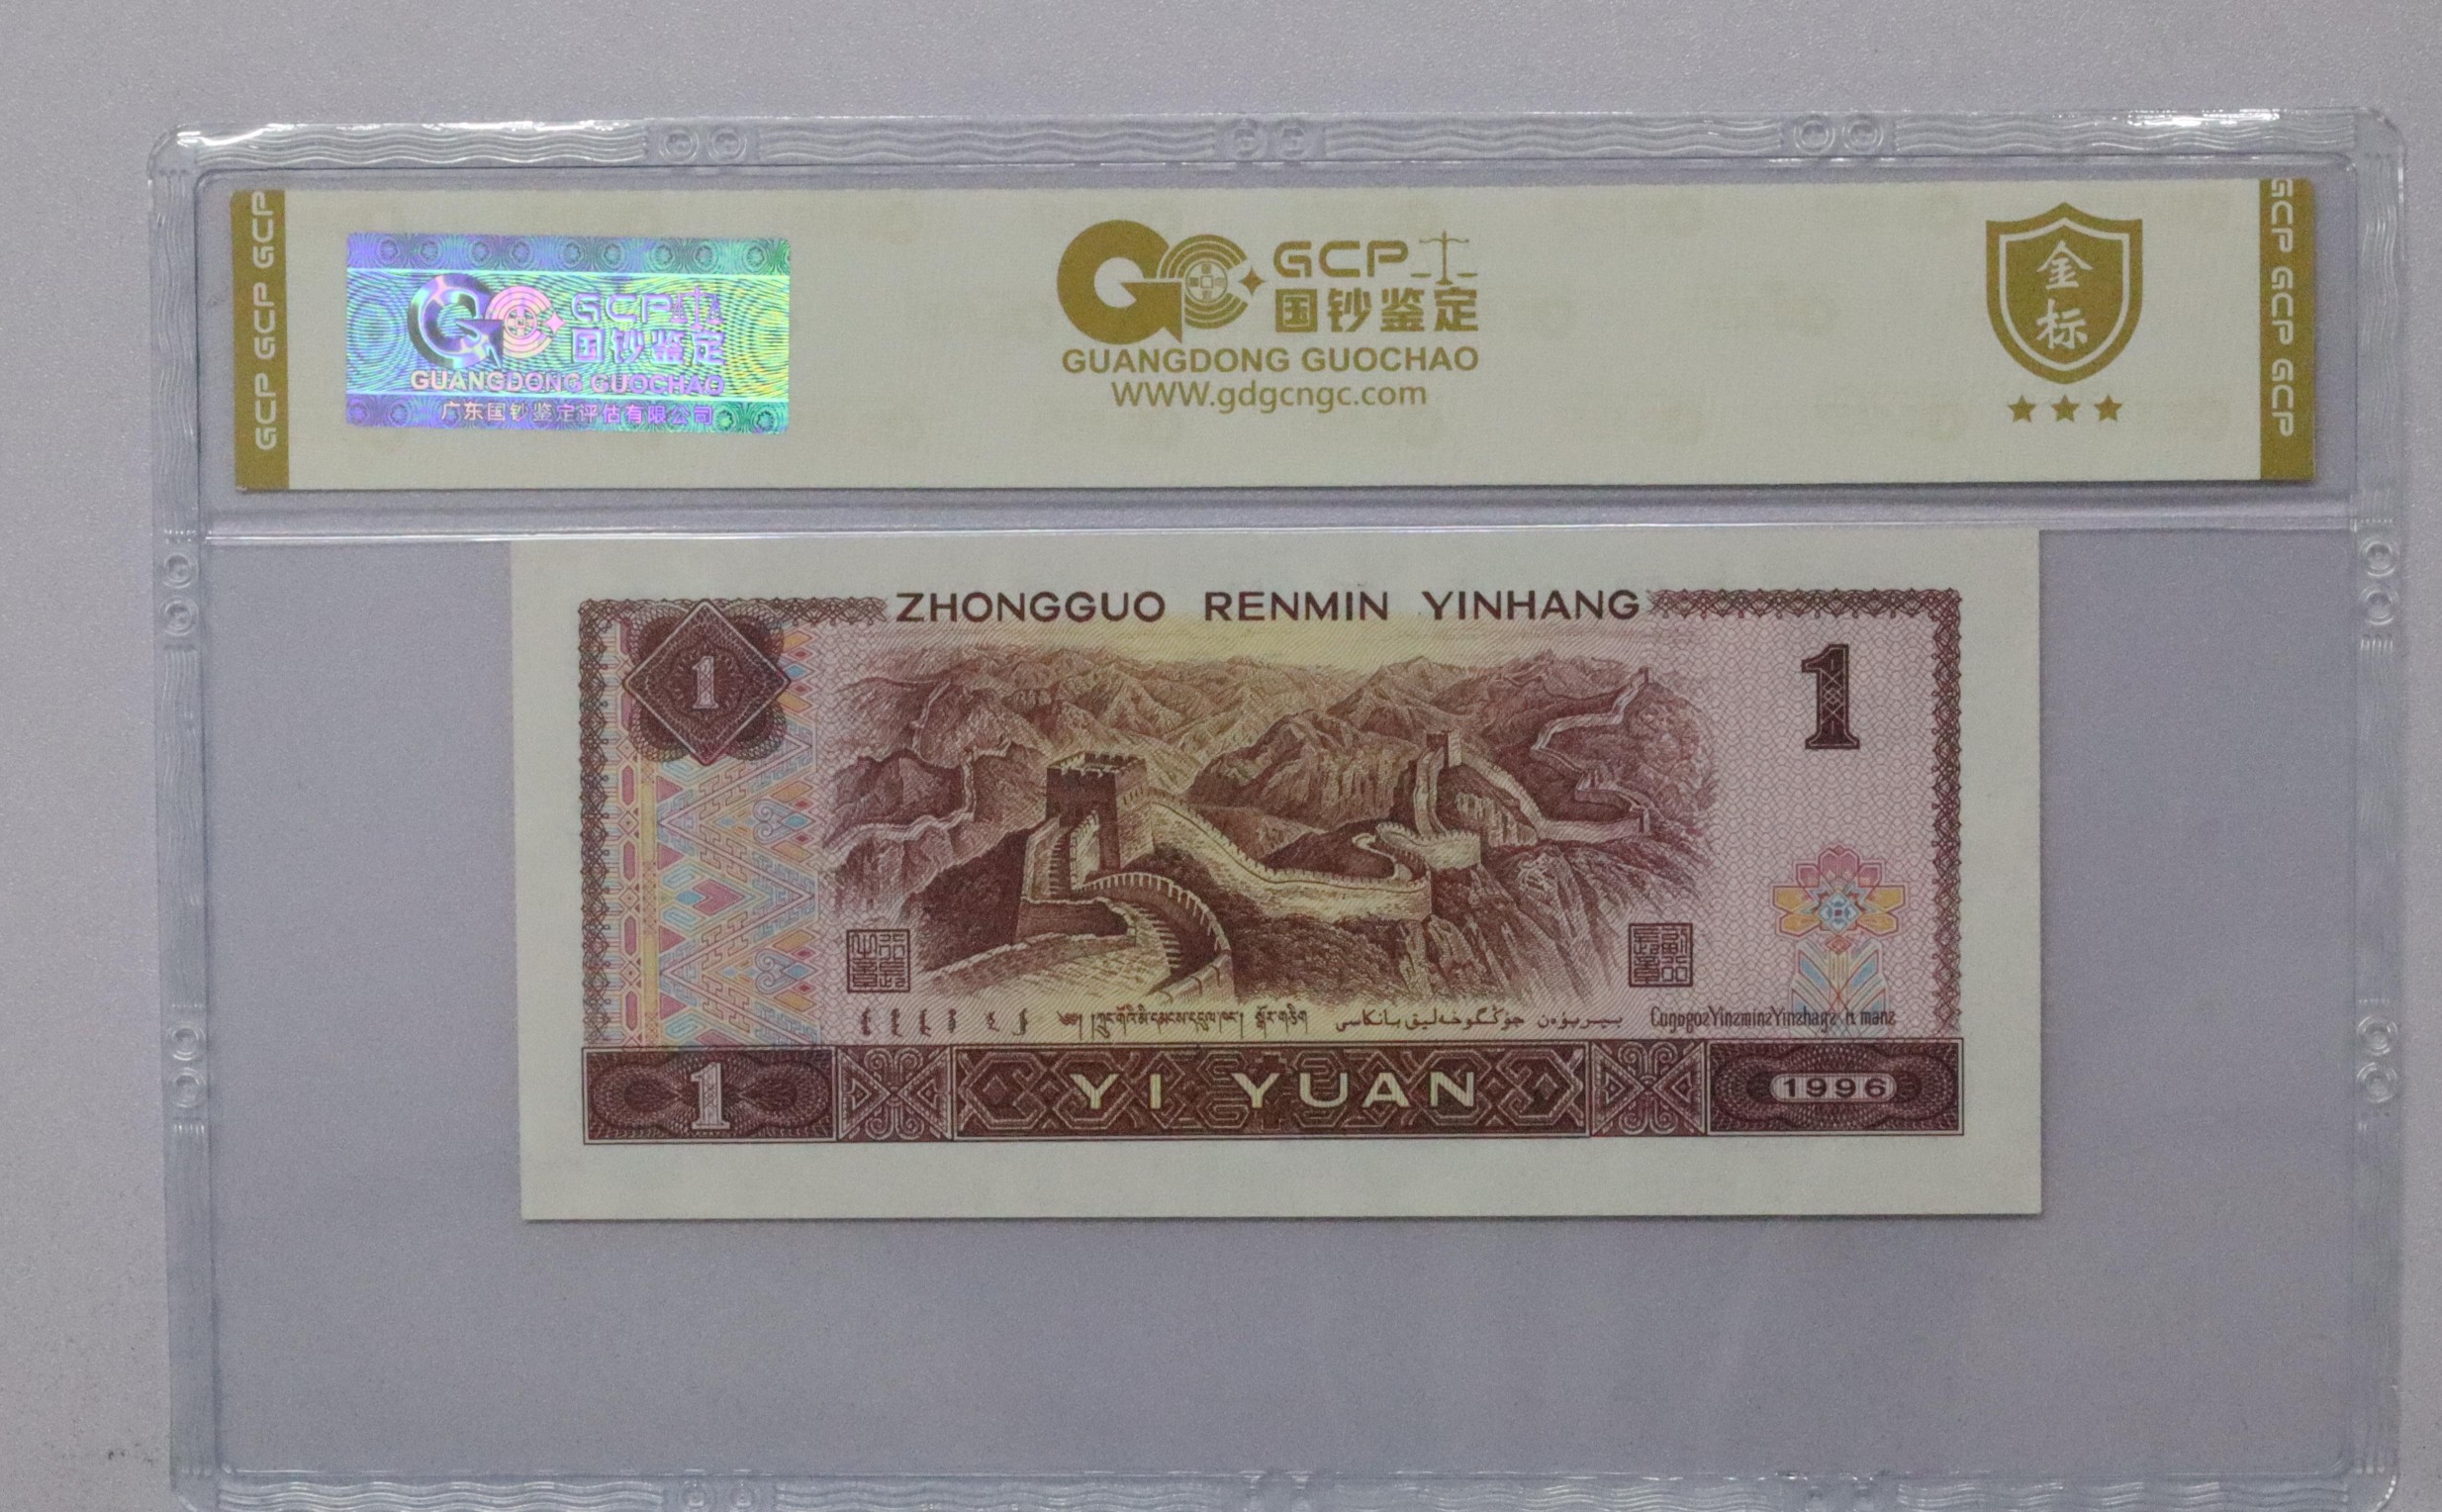 GCP GCP GCP
GCP
国钞鉴定
GUANGDONG GUOCHAO
广东国钞鉴定评估有限公司
GCP
国钞鉴定
GUANGDONG GUOCHAO
WWW.gdgcngc.com
金
标
GCP GCP GCP
ZHONGGUO RENMIN YINHANG
1
1
1 YI YUAN 1996